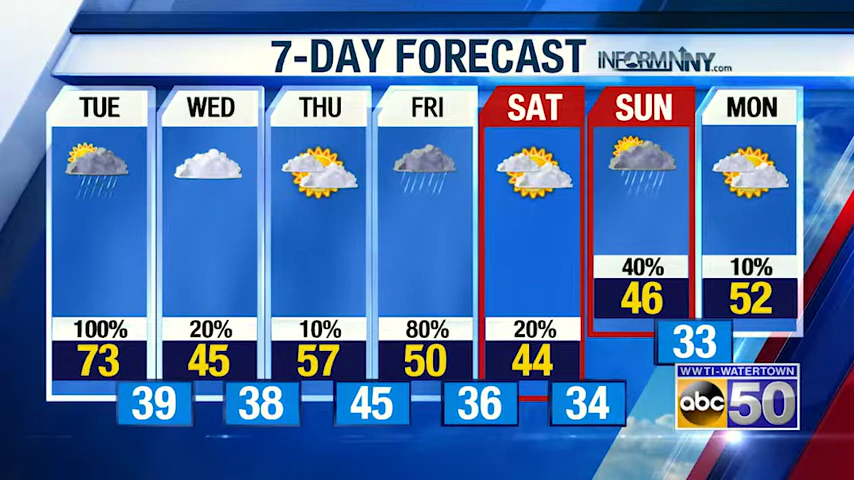 7-DAY FORECAST INFORMNNY.com
TUE WED THU FRI SAT SUN MON
40% 10%
46 52
100% 20% 10% 80% 20%
73 45 57 50 44
33
39 38 45 36 34
WWTI-WATERTOWN
abc 50